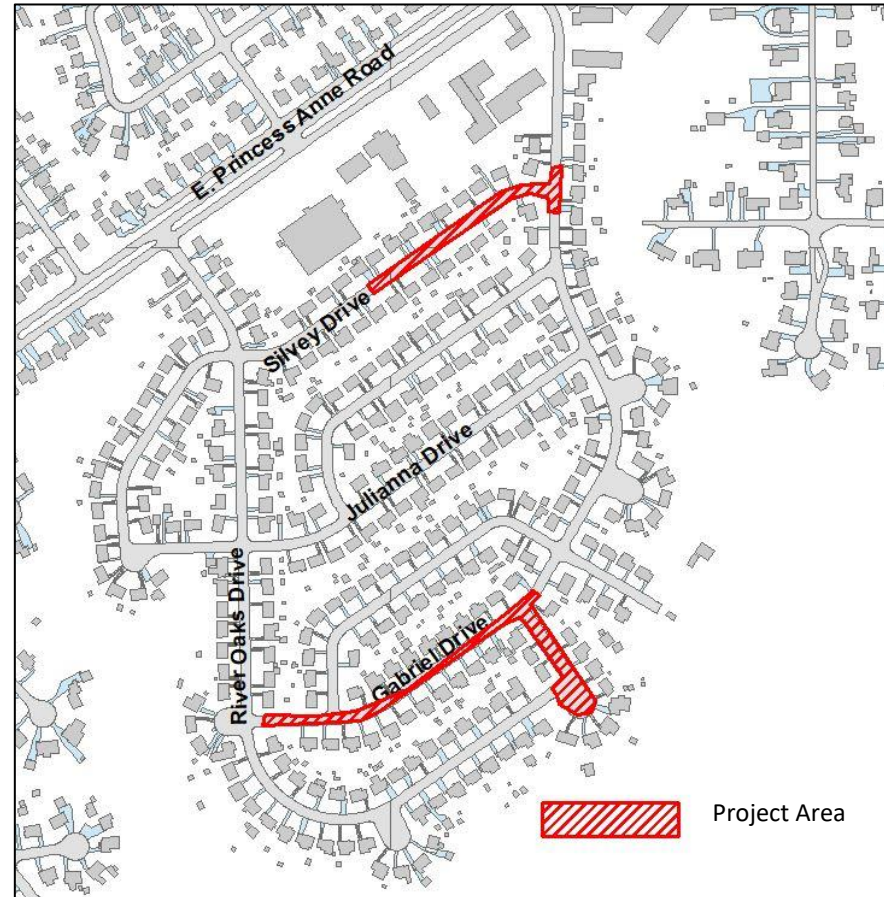 E. Princess Anne Road
Silvey Drive
Julianna Drive
River Oaks Drive
Gabriel Drive
Project Area